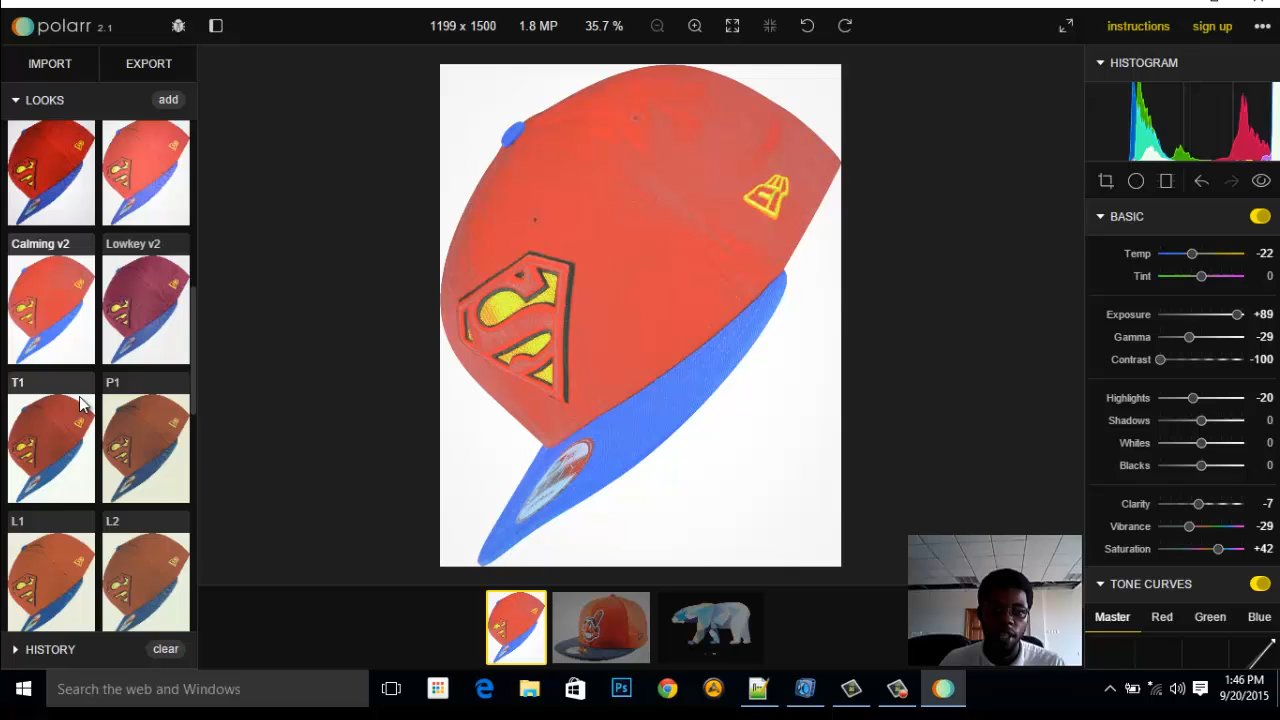 polarr 2.1
1199 x 1500 1.8 MP 35.7 %
instructions sign up
IMPORT EXPORT
LOOKS add
Calming v2 Lowkey v2
T1 P1
L1 L2
HISTORY clear
HISTOGRAM
BASIC
Temp -22
Tint 0
Exposure +89
Gamma -29
Contrast -100
Highlights -20
Shadows 0
Whites 0
Blacks 0
Clarity -7
Vibrance -29
Saturation +42
TONE CURVES
Master Red Green Blue
S
Search the web and Windows
Ps
1:46 PM
9/20/2015